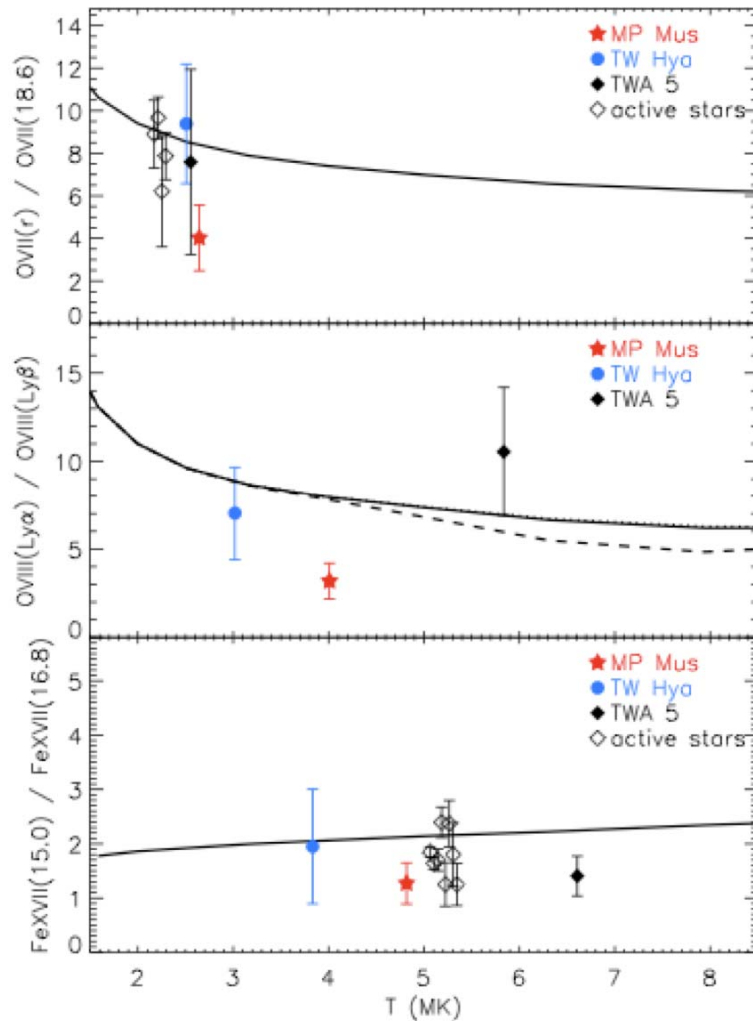 14
12
10
8
6
4
2
0
OVII(r) / OVII(18.6)
MP Mus
TW Hya
TWA 5
active stars
15
10
5
0
OVIII(Lyα) / OVIII(Lyβ)
MP Mus
TW Hya
TWA 5
5
4
3
2
1
0
FeXVII(15.0) / FeXVII(16.8)
MP Mus
TW Hya
TWA 5
active stars
2 3 4 5 6 7 8
T (MK)